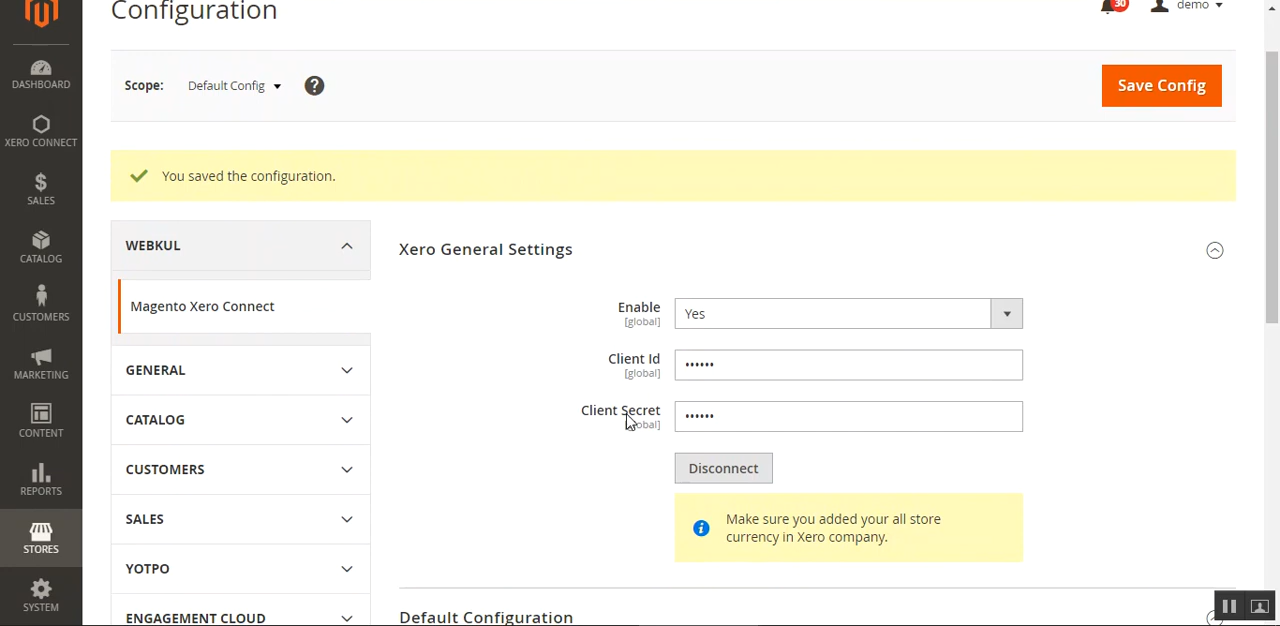 Configuration
30
demo
Scope: Default Config ?
Save Config
DASHBOARD
XERO CONNECT
SALES
CATALOG
CUSTOMERS
MARKETING
CONTENT
REPORTS
STORES
SYSTEM
You saved the configuration.
WEBKUL
Magento Xero Connect
GENERAL
CATALOG
CUSTOMERS
SALES
YOTPO
ENGAGEMENT CLOUD
Xero General Settings
Enable
[global]
Yes
Client Id
[global]
••••••
Client Secret
••••••
Disconnect
Make sure you added your all store
currency in Xero company.
Default Configuration